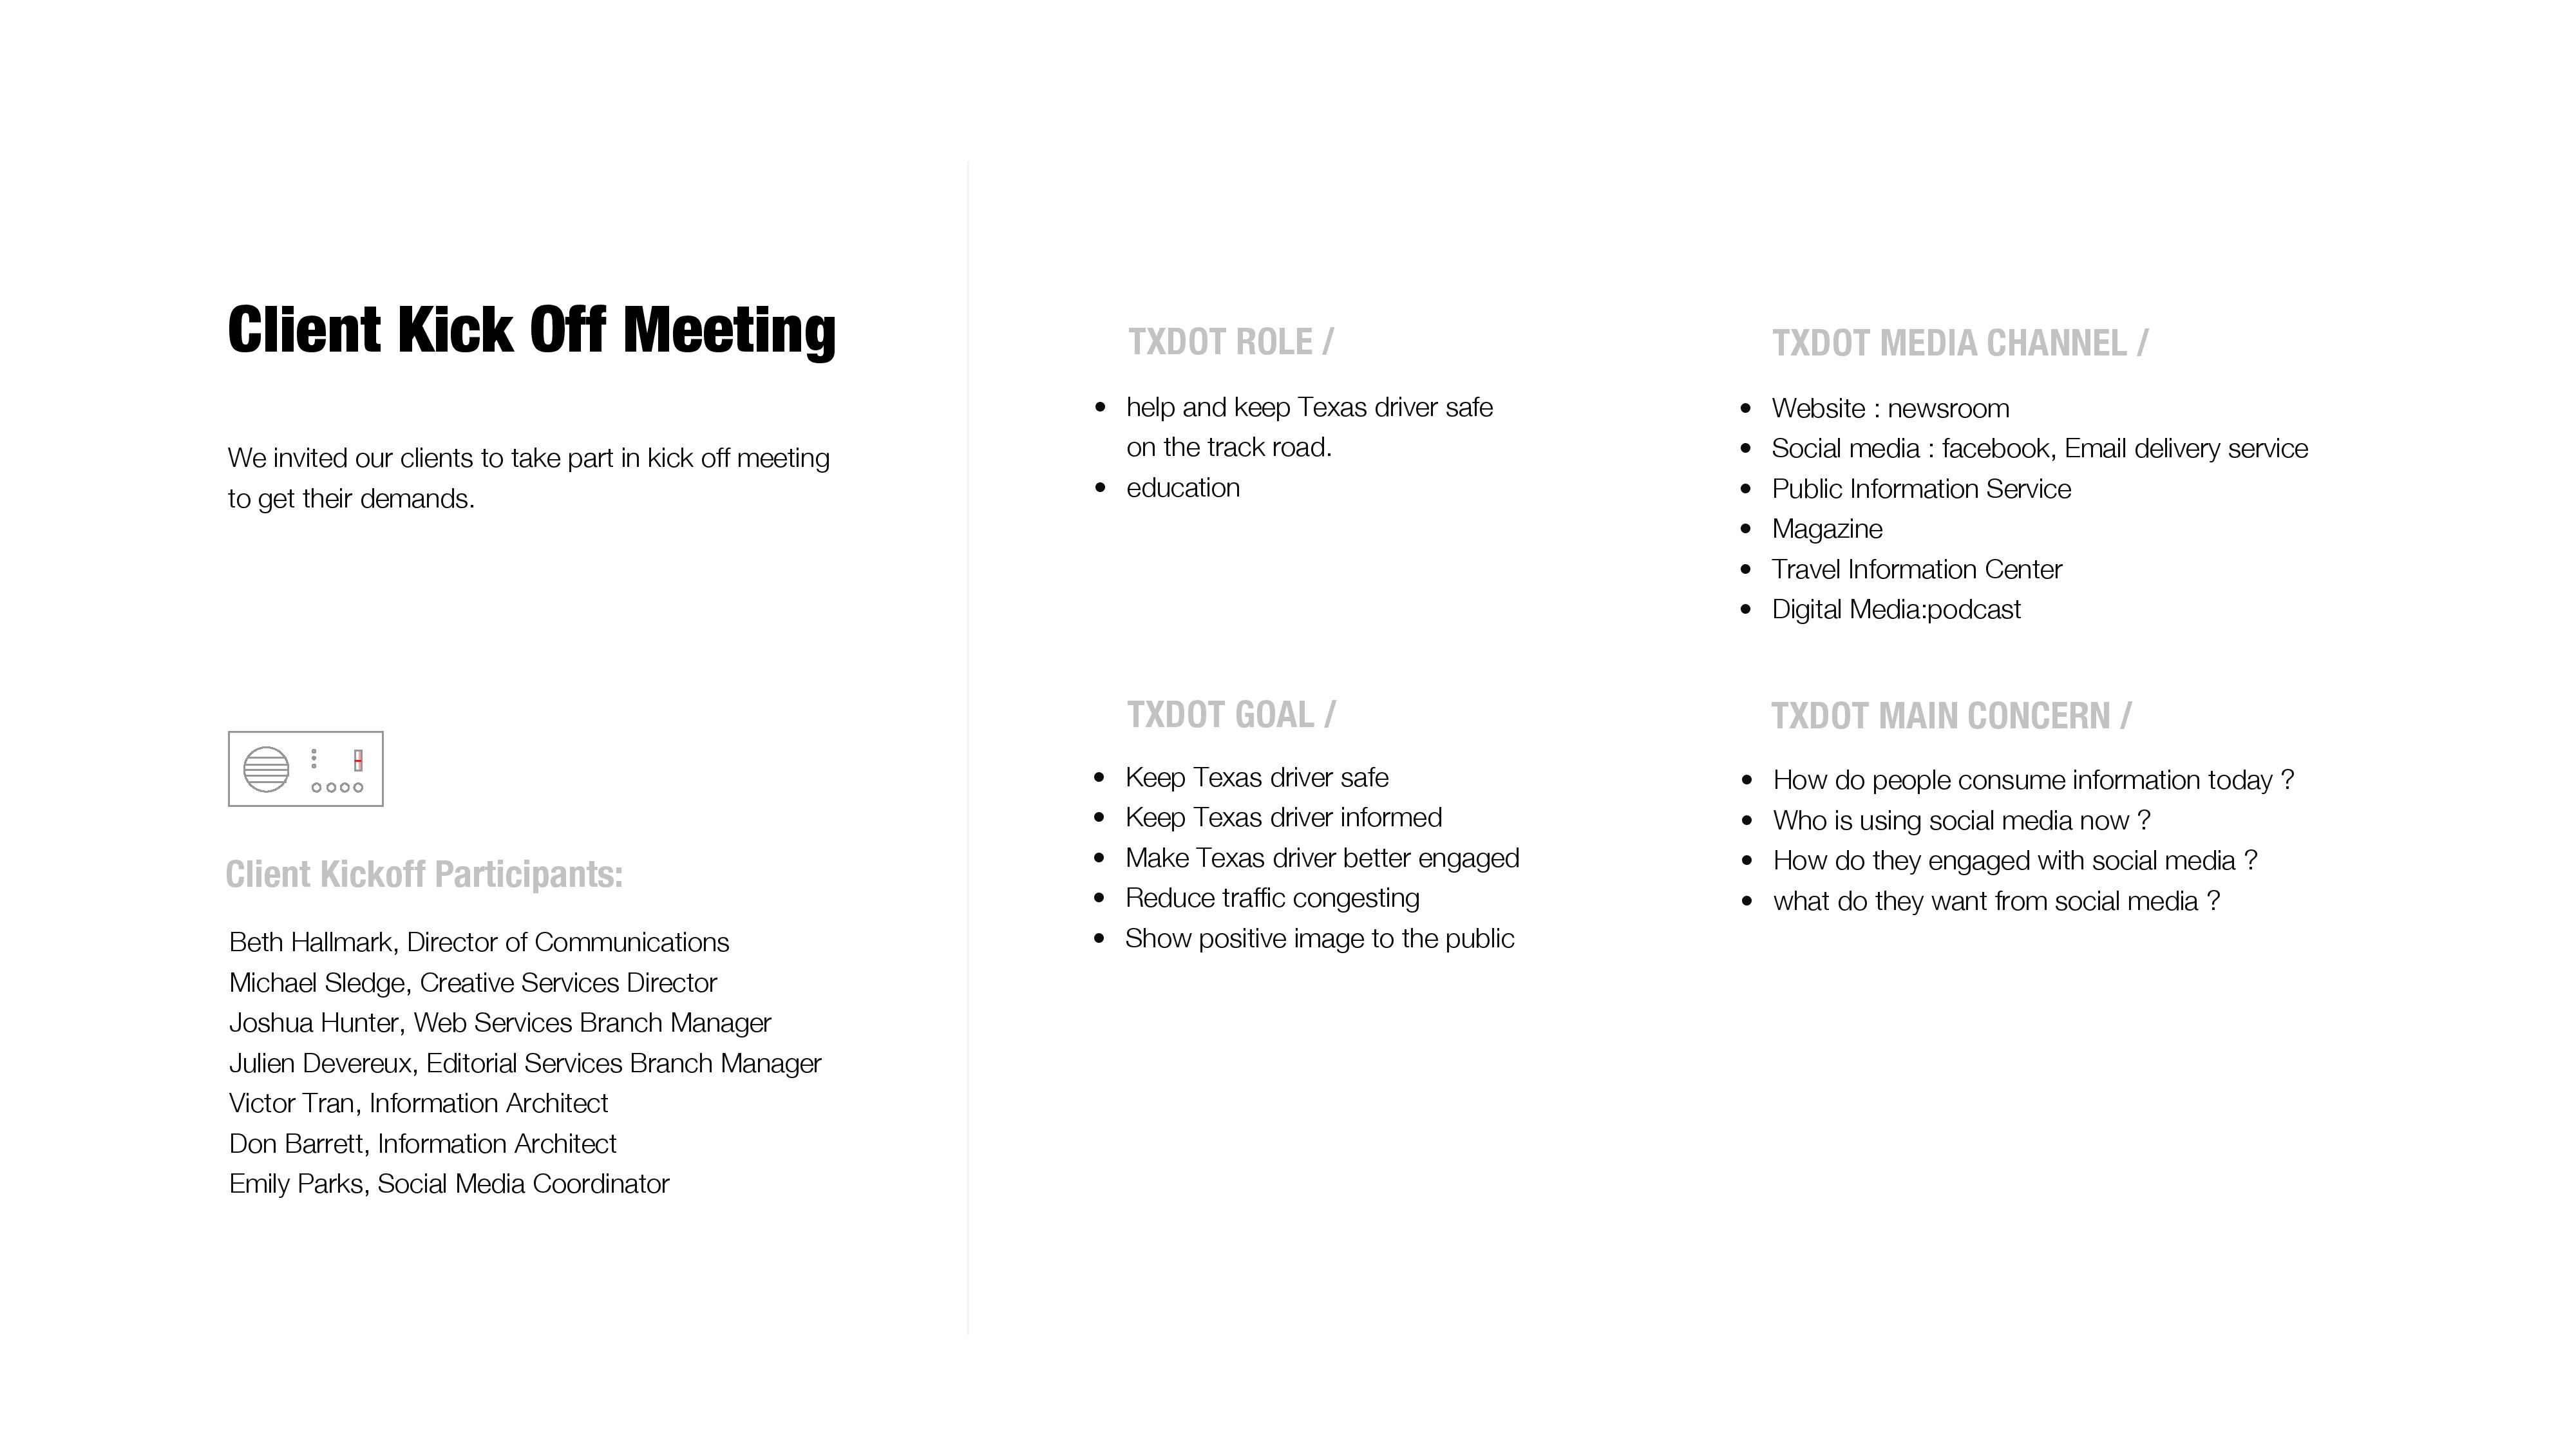 Client Kick Off Meeting
We invited our clients to take part in kick off meeting
to get their demands.
Client Kickoff Participants:
Beth Hallmark, Director of Communications
Michael Sledge, Creative Services Director
Joshua Hunter, Web Services Branch Manager
Julien Devereux, Editorial Services Branch Manager
Victor Tran, Information Architect
Don Barrett, Information Architect
Emily Parks, Social Media Coordinator
TXDOT ROLE /
• help and keep Texas driver safe
on the track road.
• education
TXDOT GOAL /
• Keep Texas driver safe
• Keep Texas driver informed
• Make Texas driver better engaged
• Reduce traffic congesting
• Show positive image to the public
TXDOT MEDIA CHANNEL /
• Website : newsroom
• Social media : facebook, Email delivery service
• Public Information Service
• Magazine
• Travel Information Center
• Digital Media:podcast
TXDOT MAIN CONCERN /
• How do people consume information today ?
• Who is using social media now ?
• How do they engaged with social media ?
• what do they want from social media ?